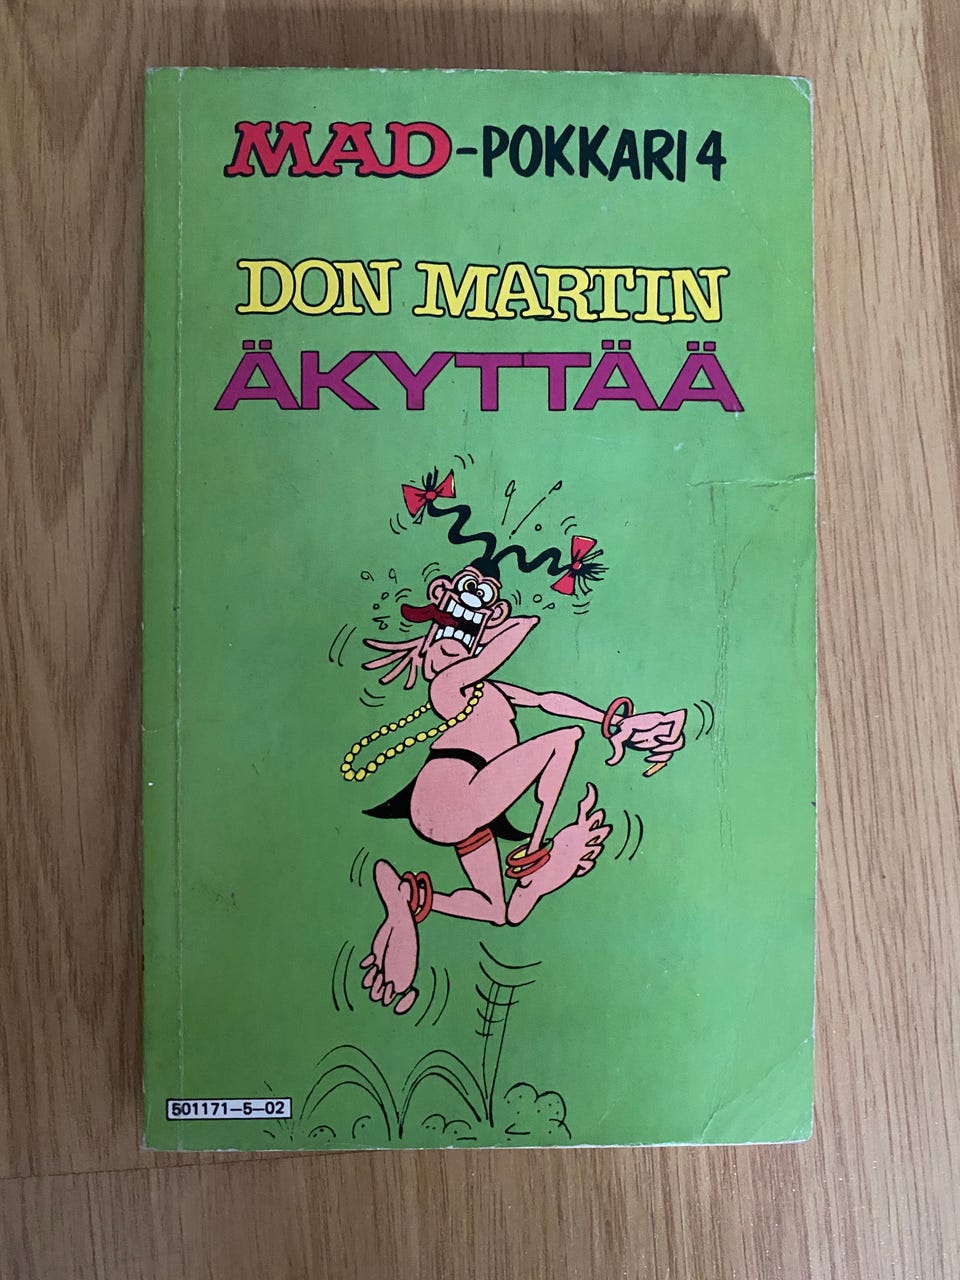 MAD-POKKARI 4
DON MARTIN
ÄKYTTÄÄ
501171-5-02